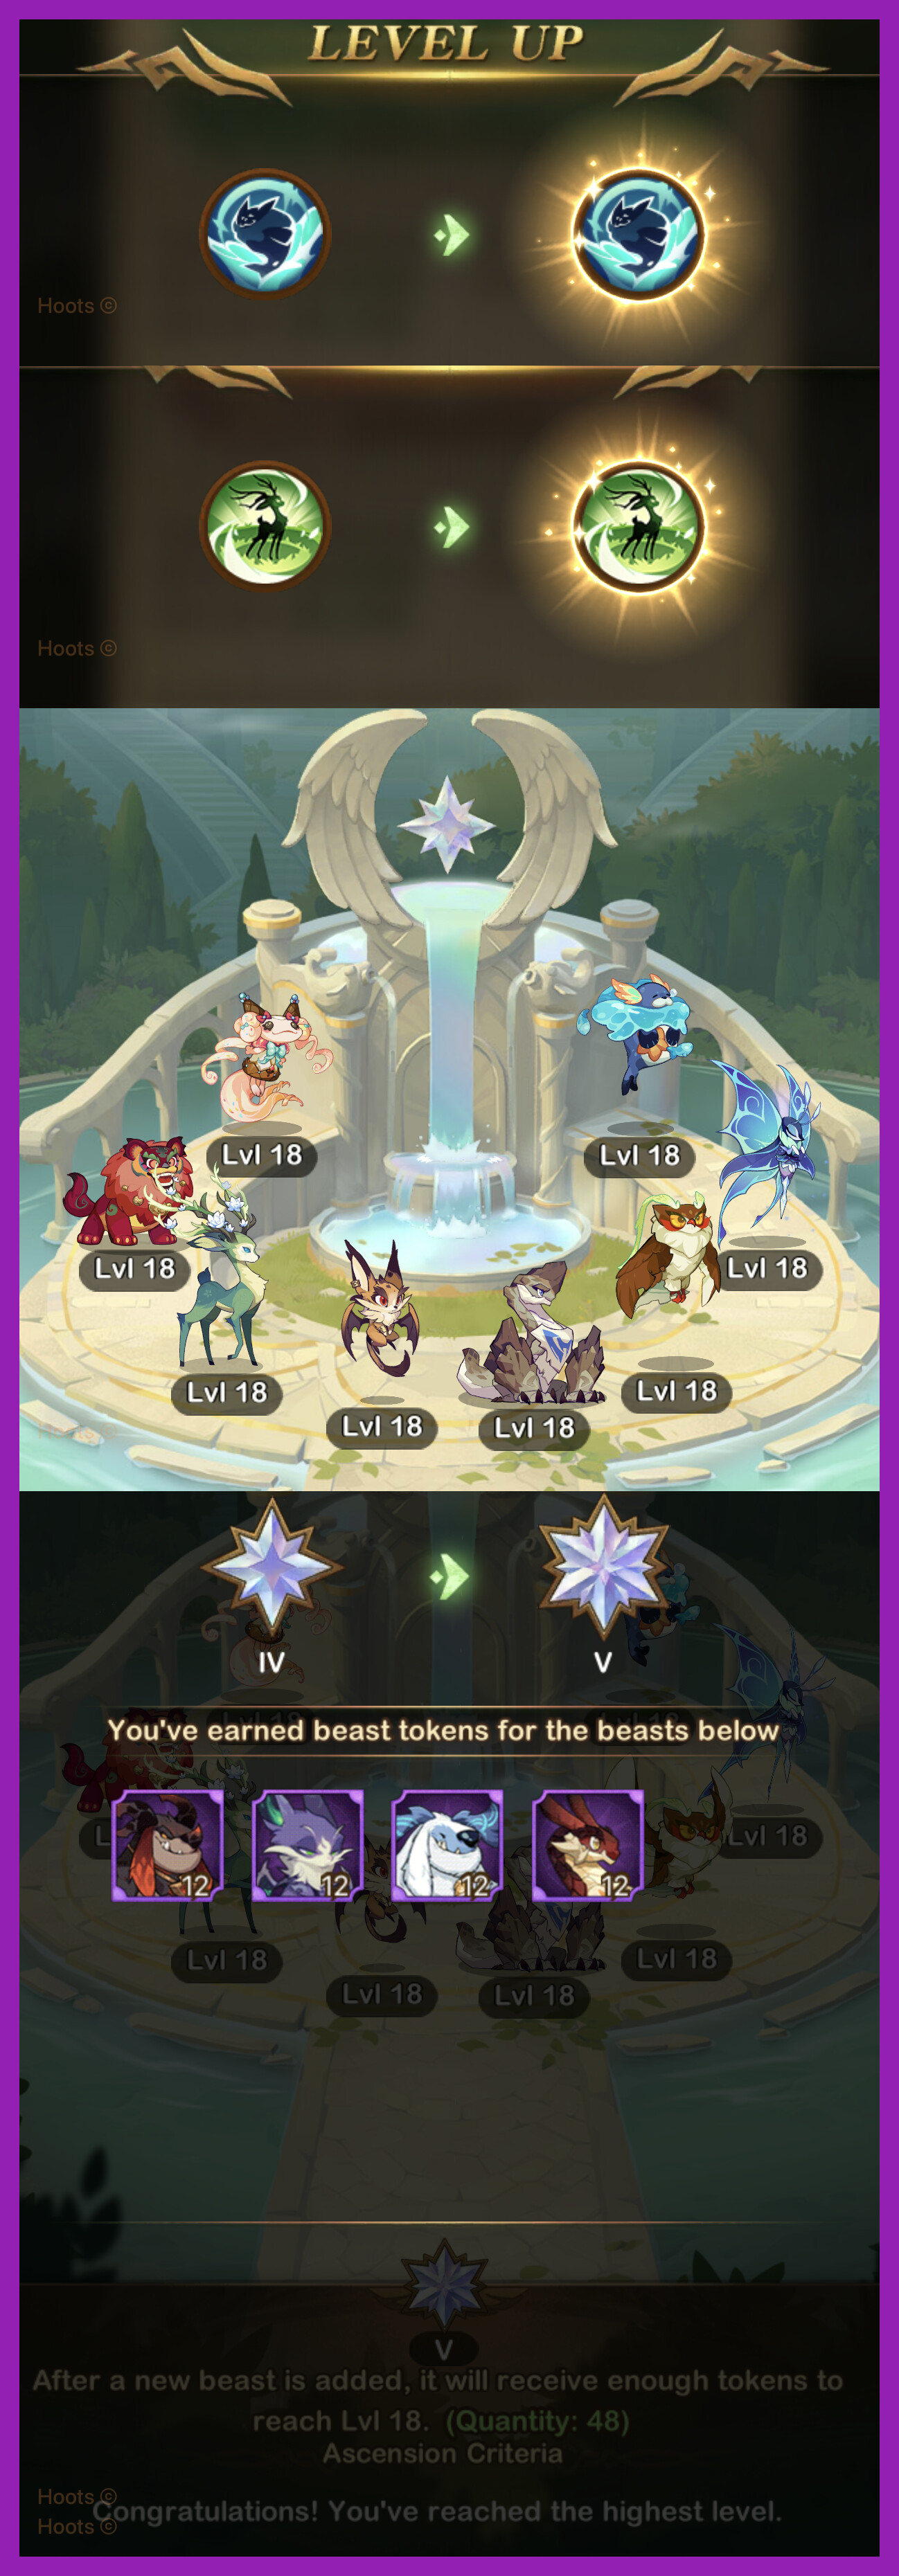 LEVEL UP
Hoots ©
Hoots ©
Lvl 18
Lvl 18
Lvl 18
Lvl 18
Lvl 18
Lvl 18
Lvl 18
Lvl 18
IV
V
You've earned beast tokens for the beasts below
12
12
12
12
Lvl 18
Lvl 18
Lvl 18
Lvl 18
Lvl 18
V
After a new beast is added, it will receive enough tokens to
reach Lvl 18. (Quantity: 48)
Ascension Criteria
Hoots ©
Congratulations! You've reached the highest level.
Hoots ©